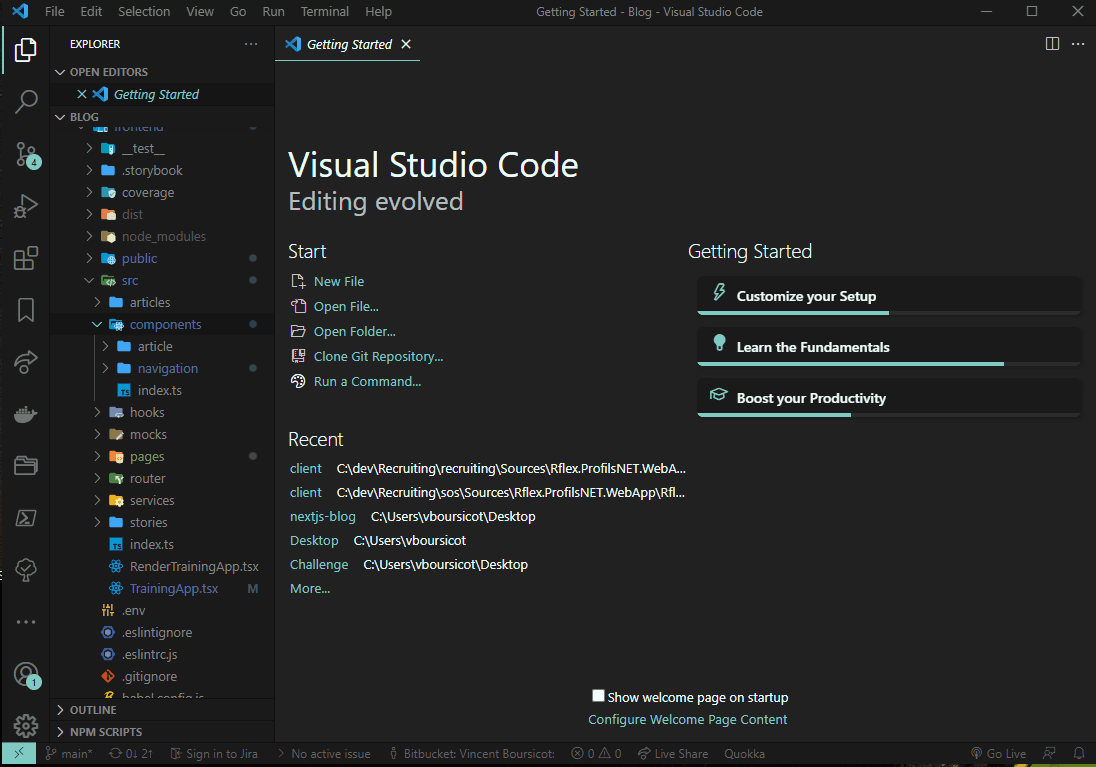 File Edit Selection View Go Run Terminal Help Getting Started - Blog - Visual Studio Code
EXPLORER
Getting Started
OPEN EDITORS
Getting Started
BLOG
frontend
__test__
.storybook
coverage
dist
node_modules
public
src
articles
components
article
navigation
index.ts
hooks
mocks
pages
router
services
stories
index.ts
RenderTrainingApp.tsx
TrainingApp.tsx M
.env
.eslintignore
.eslintrc.js
.gitignore
babel.config.js
OUTLINE
NPM SCRIPTS
4
1
Visual Studio Code
Editing evolved
Start
New File
Open File...
Open Folder...
Clone Git Repository...
Run a Command...
Recent
client C:\dev\Recruiting\recruiting\Sources\Rflex.ProfilsNET.WebA...
client C:\dev\Recruiting\sos\Sources\Rflex.ProfilsNET.WebApp\Rfl...
nextjs-blog C:\Users\vboursicot\Desktop
Desktop C:\Users\vboursicot
Challenge C:\Users\vboursicot\Desktop
More...
Getting Started
Customize your Setup
Learn the Fundamentals
Boost your Productivity
Show welcome page on startup
Configure Welcome Page Content
main* 0↓ 2↑ Sign in to Jira No active issue Bitbucket: Vincent Boursicot: 0 0 Live Share Quokka Go Live